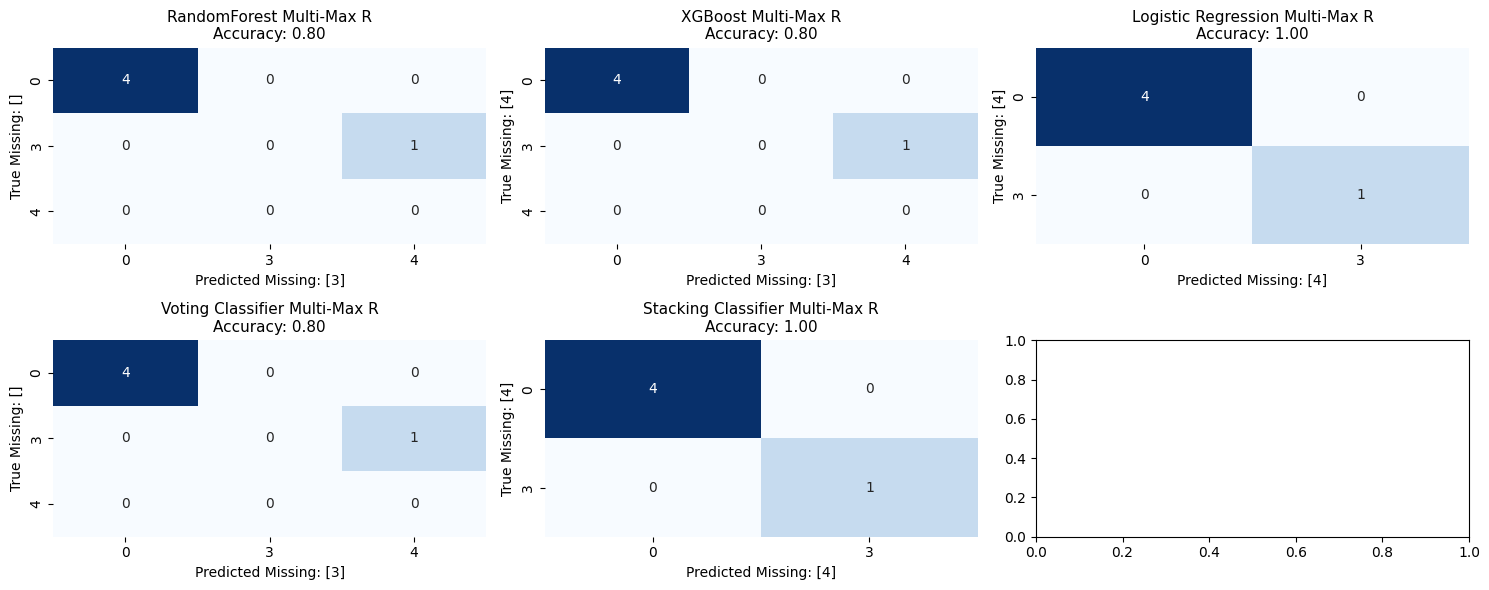 RandomForest Multi-Max R
Accuracy: 0.80
True Missing: []
0
3
4
4 0 0
0 0 1
0 0 0
0 3 4
Predicted Missing: [3]
XGBoost Multi-Max R
Accuracy: 0.80
True Missing: [4]
0
3
4
4 0 0
0 0 1
0 0 0
0 3 4
Predicted Missing: [3]
Logistic Regression Multi-Max R
Accuracy: 1.00
True Missing: [4]
0
3
4 0
0 1
0 3
Predicted Missing: [4]
Voting Classifier Multi-Max R
Accuracy: 0.80
True Missing: []
0
3
4
4 0 0
0 0 1
0 0 0
0 3 4
Predicted Missing: [3]
Stacking Classifier Multi-Max R
Accuracy: 1.00
True Missing: [4]
0
3
4 0
0 1
0 3
Predicted Missing: [4]
1.0
0.8
0.6
0.4
0.2
0.0
0.0 0.2 0.4 0.6 0.8 1.0